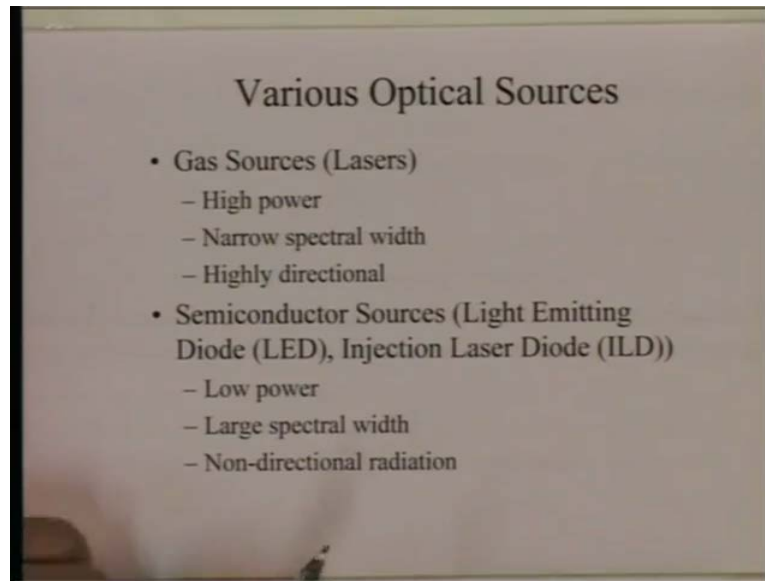 Various Optical Sources
• Gas Sources (Lasers)
– High power
– Narrow spectral width
– Highly directional
• Semiconductor Sources (Light Emitting
Diode (LED), Injection Laser Diode (ILD))
– Low power
– Large spectral width
– Non-directional radiation